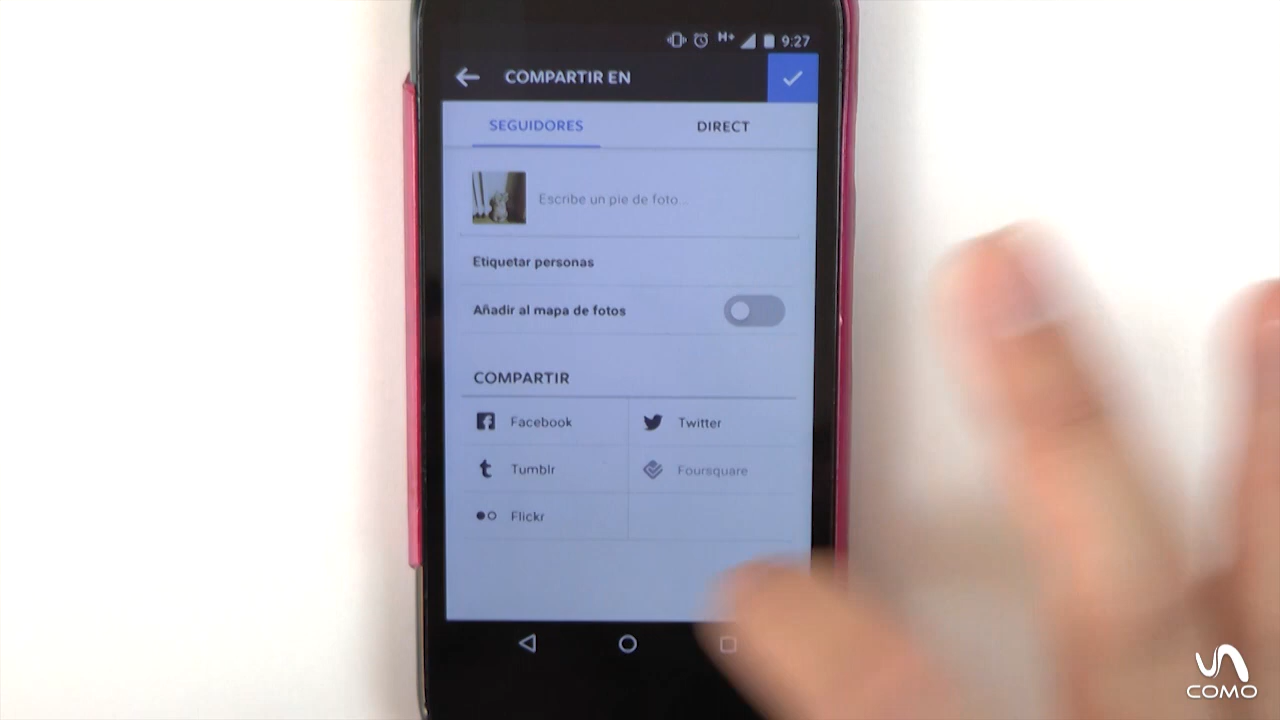 H+ 9:27
COMPARTIR EN
SEGUIDORES DIRECT
Escribe un pie de foto...
Etiquetar personas
Añadir al mapa de fotos
COMPARTIR
Facebook Twitter
Tumblr Foursquare
Flickr
COMO